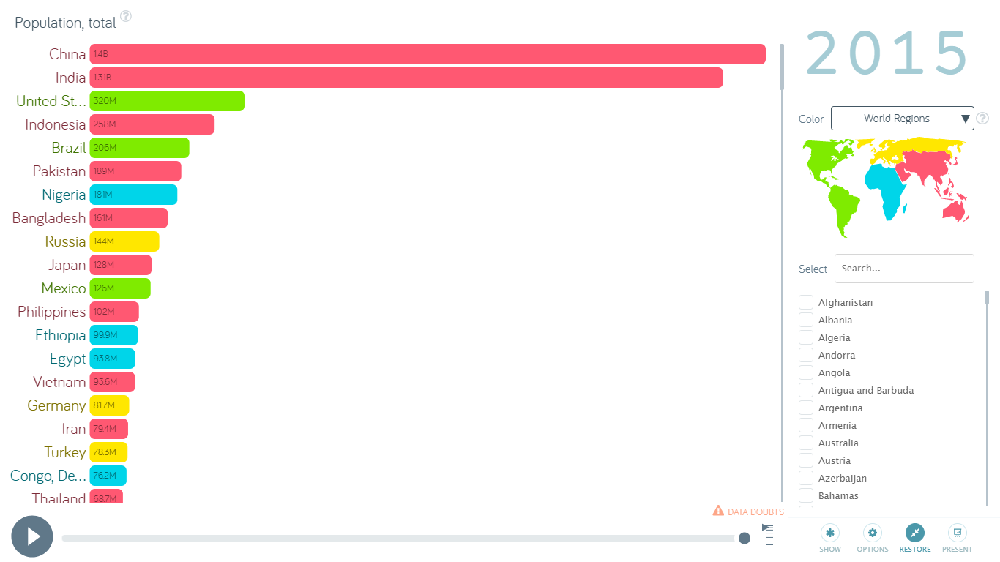 Population, total ?
2015
China 1.4B
India 1.31B
United St... 320M
Indonesia 258M
Brazil 206M
Pakistan 189M
Nigeria 181M
Bangladesh 161M
Russia 144M
Japan 128M
Mexico 126M
Philippines 102M
Ethiopia 99.9M
Egypt 93.8M
Vietnam 93.6M
Germany 81.7M
Iran 79.4M
Turkey 78.3M
Congo, De... 76.2M
Thailand 68.7M
DATA DOUBTS
Color World Regions ?
Select Search...
Afghanistan
Albania
Algeria
Andorra
Angola
Antigua and Barbuda
Argentina
Armenia
Australia
Austria
Azerbaijan
Bahamas
SHOW OPTIONS RESTORE PRESENT